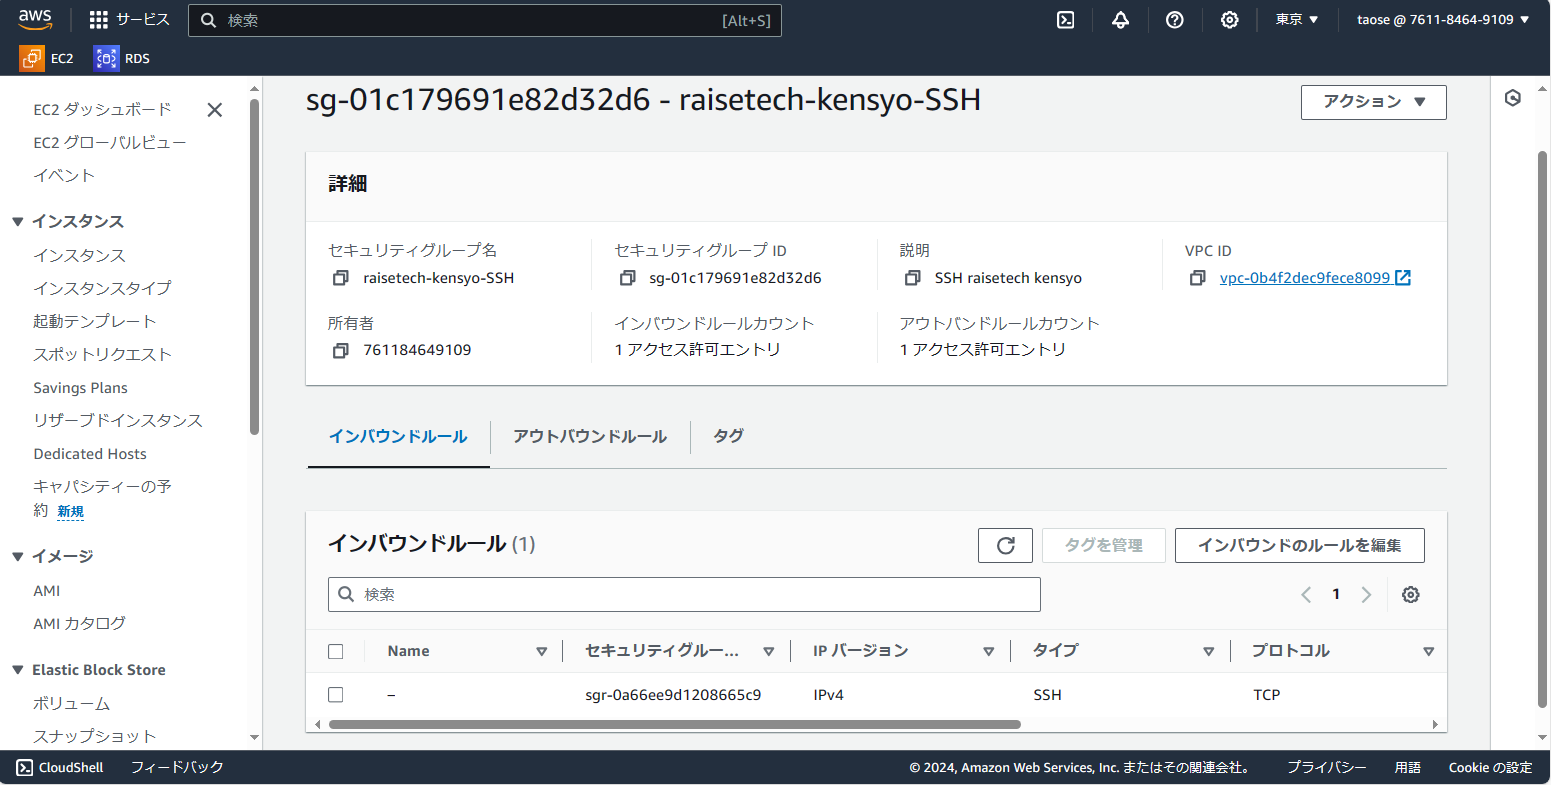 aws サービス 検索 [Alt+S] 東京 ▼ taose @ 7611-8464-9109 ▼
EC2 RDS
EC2 ダッシュボード
EC2 グローバルビュー
イベント
▼ インスタンス
インスタンス
インスタンスタイプ
起動テンプレート
スポットリクエスト
Savings Plans
リザーブドインスタンス
Dedicated Hosts
キャパシティーの予
約 新規
▼ イメージ
AMI
AMI カタログ
▼ Elastic Block Store
ボリューム
スナップショット
sg-01c179691e82d32d6 - raisetech-kensyo-SSH
アクション ▼
詳細
セキュリティグループ名
raisetech-kensyo-SSH
セキュリティグループ ID
sg-01c179691e82d32d6
説明
SSH raisetech kensyo
VPC ID
vpc-0b4f2dec9fece8099
所有者
761184649109
インバウンドルールカウント
1 アクセス許可エントリ
アウトバンドルールカウント
1 アクセス許可エントリ
インバウンドルール アウトバウンドルール タグ
インバウンドルール (1)
タグを管理 インバウンドのルールを編集
検索
1
Name セキュリティグルー... IP バージョン タイプ プロトコル
– sgr-0a66ee9d1208665c9 IPv4 SSH TCP
CloudShell フィードバック © 2024, Amazon Web Services, Inc. またはその関連会社。 プライバシー 用語 Cookie の設定